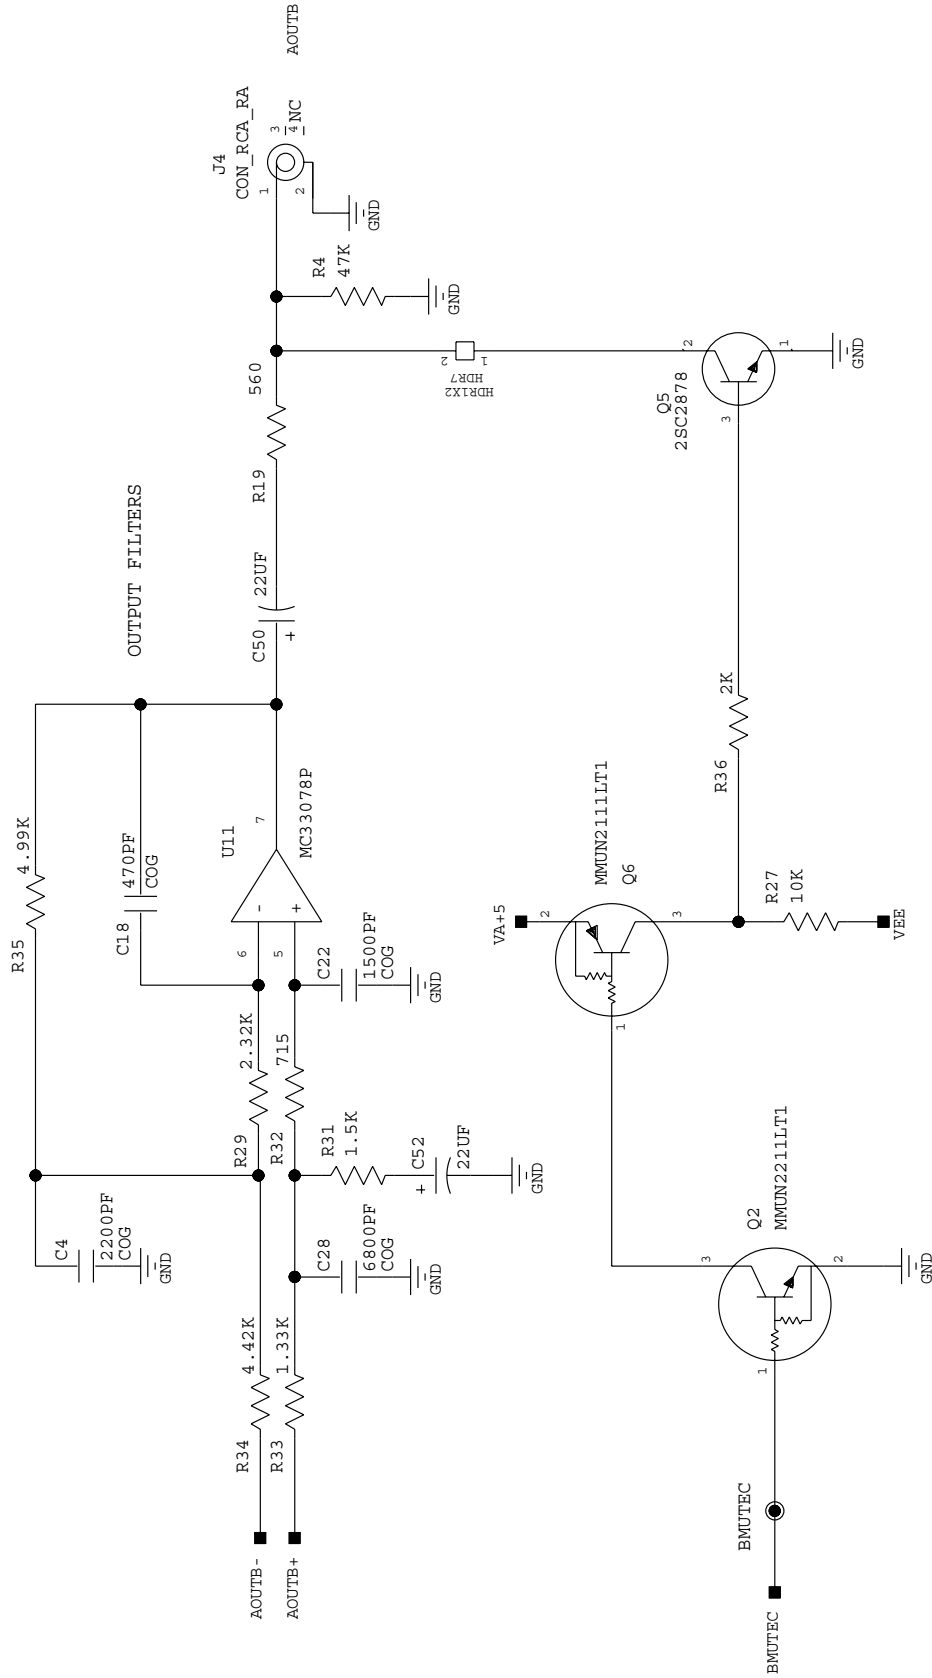 OUTPUT FILTERS
R35
4.99K
C18
470PF
COG
C4
2200PF
COG
GND
AOUTB-
R34
4.42K
R29
2.32K
6
-
U11
7
MC33078P
C50
22UF
+
R19
560
J4
CON_RCA_RA
1
2
3
4
NC
AOUTB
GND
AOUTB+
R33
1.33K
R32
715
5
+
C28
6800PF
COG
GND
R31
1.5K
C52
+
22UF
GND
C22
1500PF
COG
GND
R4
47K
GND
2
1
HDR7
HDR1X2
VA+5
2
MMUN2111LT1
Q6
3
1
R36
2K
Q5
2SC2878
2
3
1
GND
R27
10K
VEE
Q2
MMUN2211LT1
3
1
2
GND
BMUTEC
BMUTEC